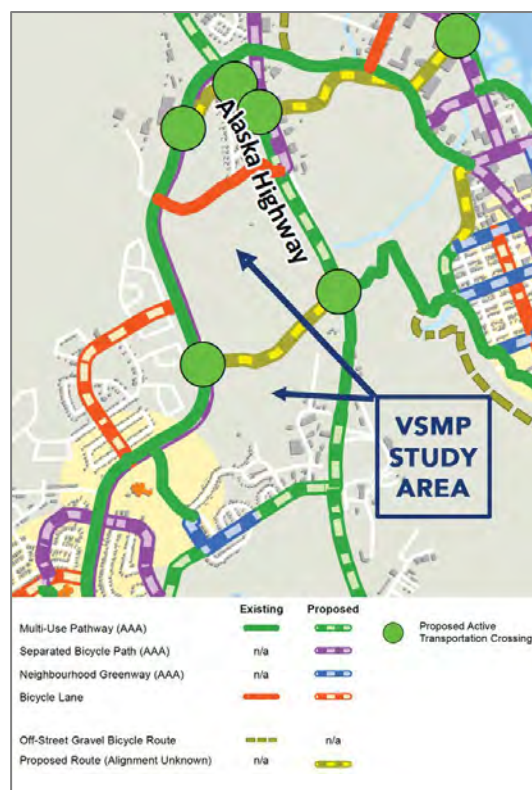 Alaska Highway
VSMP
STUDY
AREA
Existing Proposed
Multi-Use Pathway (AAA)
Separated Bicycle Path (AAA) n/a
Neighbourhood Greenway (AAA) n/a
Bicycle Lane
Off-Street Gravel Bicycle Route n/a
Proposed Route (Alignment Unknown) n/a
Proposed Active
Transportation Crossing